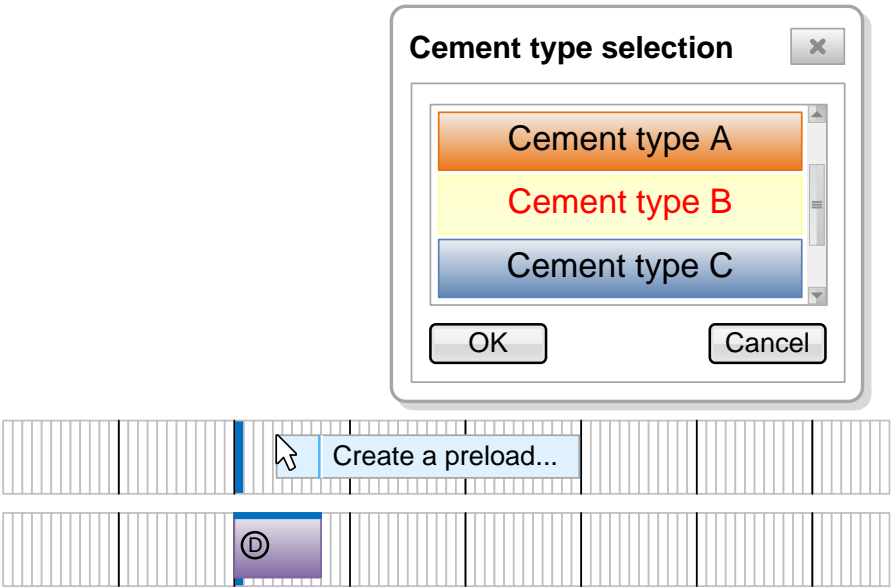 Cement type selection
Cement type A
Cement type B
Cement type C
OK
Cancel
Create a preload...
D